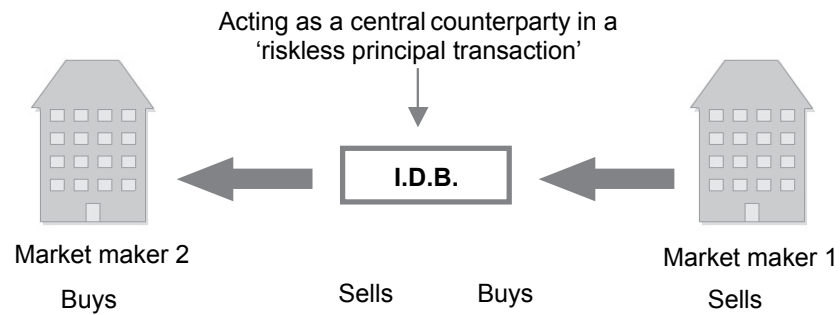 Acting as a central counterparty in a
‘riskless principal transaction’
I.D.B.
Market maker 2
Market maker 1
Buys
Sells
Buys
Sells